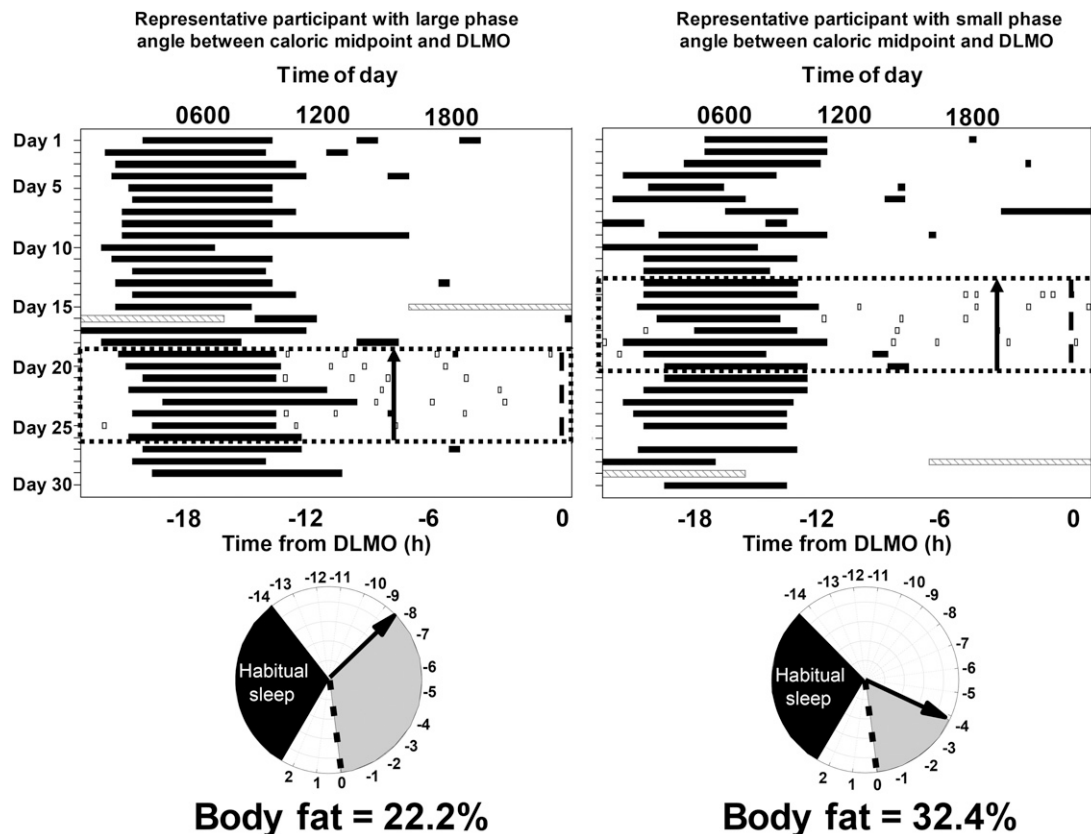 Representative participant with large phase
angle between caloric midpoint and DLMO
Time of day
0600 1200 1800
Day 1
Day 5
Day 10
Day 15
Day 20
Day 25
Day 30
-18 -12 -6 0
Time from DLMO (h)
-14 -13 -12 -11 -10 -9 -8 -7 -6 -5 -4 -3 -2 -1 0 1 2
Habitual
sleep
Body fat = 22.2%
Representative participant with small phase
angle between caloric midpoint and DLMO
Time of day
0600 1200 1800
-18 -12 -6 0
Time from DLMO (h)
-14 -13 -12 -11 -10 -9 -8 -7 -6 -5 -4 -3 -2 -1 0 1 2
Habitual
sleep
Body fat = 32.4%